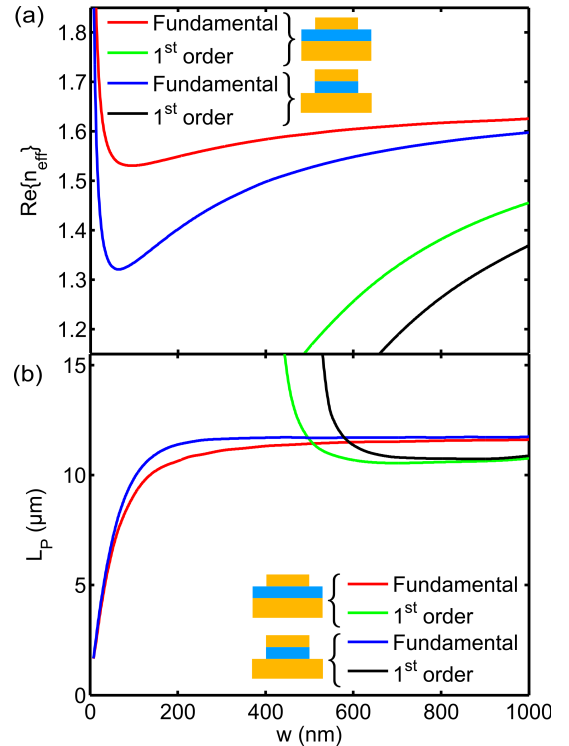 (a)
1.8
1.7
1.6
1.5
1.4
1.3
1.2
Re{n_eff}
Fundamental
1st order
Fundamental
1st order
(b)
15
10
5
0
L_P (μm)
Fundamental
1st order
Fundamental
1st order
0 200 400 600 800 1000
w (nm)